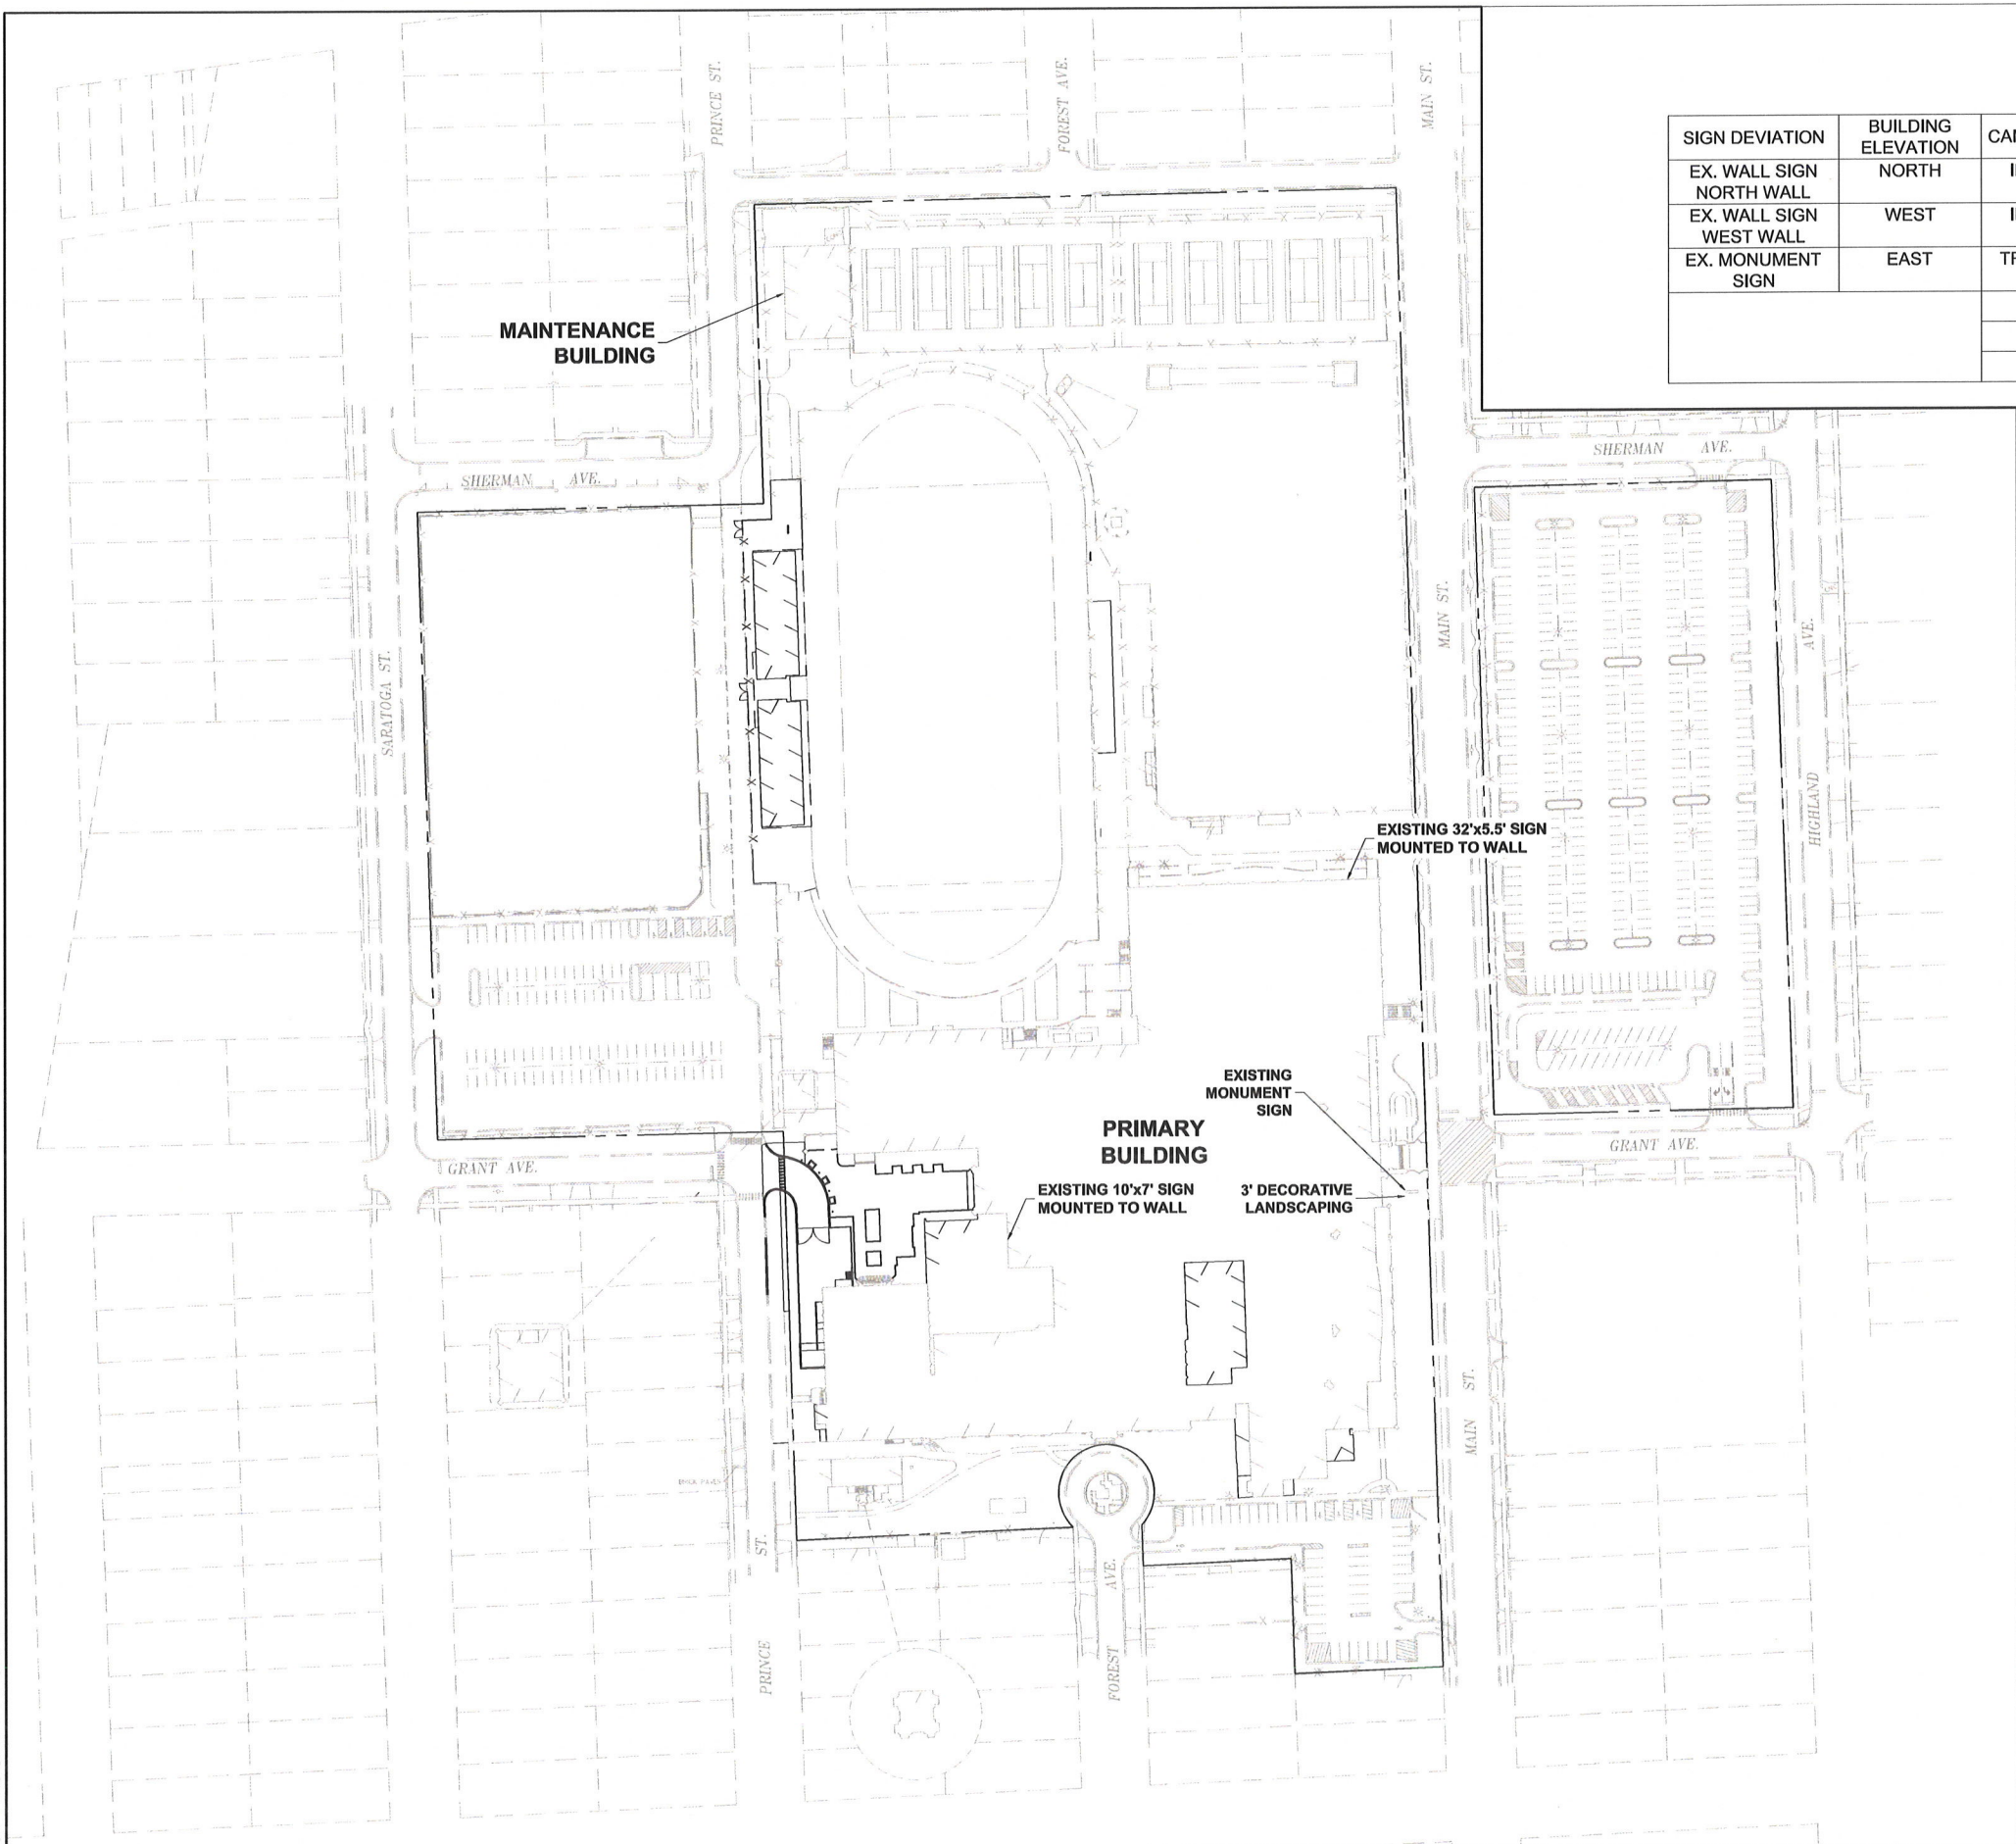 PRINCE ST.
FOREST AVE.
MAIN ST.
SIGN DEVIATION
BUILDING
ELEVATION
EX. WALL SIGN
NORTH WALL
NORTH
EX. WALL SIGN
WEST WALL
WEST
EX. MONUMENT
SIGN
EAST
MAINTENANCE
BUILDING
SHERMAN AVE.
SHERMAN AVE.
SARATOGA ST.
MAIN ST.
HIGHLAND AVE.
EXISTING 32'x5.5' SIGN
MOUNTED TO WALL
EXISTING
MONUMENT
SIGN
PRIMARY
BUILDING
GRANT AVE.
GRANT AVE.
EXISTING 10'x7' SIGN
MOUNTED TO WALL
3' DECORATIVE
LANDSCAPING
MAIN ST.
PRINCE ST.
FOREST AVE.